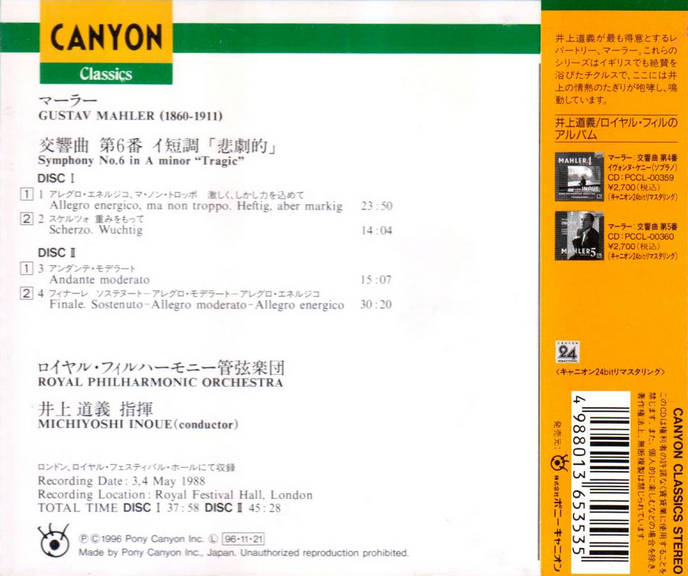 CANYON
Classics
マーラー
GUSTAV MAHLER (1860-1911)
交響曲 第6番 イ短調「悲劇的」
Symphony No.6 in A minor “Tragic”
DISC Ⅰ
1 1 アレグロ・エネルジコ、マ・ノン・トロッポ 激しく、しかし力を込めて
Allegro energico, ma non troppo. Heftig, aber markig 23:50
2 2 スケルツォ 重みをもって
Scherzo. Wuchtig 14:04
DISC Ⅱ
1 3 アンダンテ・モデラート
Andante moderato 15:07
2 4 フィナーレ ソステヌート―アレグロ・モデラート―アレグロ・エネルジコ
Finale. Sostenuto–Allegro moderato–Allegro energico 30:20
ロイヤル・フィルハーモニー管弦楽団
ROYAL PHILHARMONIC ORCHESTRA
井上 道義 指揮
MICHIYOSHI INOUE (conductor)
ロンドン、ロイヤル・フェスティバル・ホールにて収録
Recording Date: 3,4 May 1988
Recording Location: Royal Festival Hall, London
TOTAL TIME DISC Ⅰ 37:58 DISC Ⅱ 45:28
Ⓟ©1996 Pony Canyon Inc. Ⓛ 96・11・21
Made by Pony Canyon Inc., Japan. Unauthorized reproduction prohibited.
井上道義が最も得意とするレ
パートリー、マーラー。これらの
シリーズはイギリスでも絶賛を
浴びたチクルスで、ここには井
上の情熱のたぎりが咆哮し、鳴
動しています。
井上道義/ロイヤル・フィルの
アルバム
MAHLER 4
INOUE
マーラー:交響曲 第4番
イヴォンヌ・ケニー(ソプラノ)
CD:PCCL-00359
¥2,700(税込)
(キャニオン24bitリマスタリング)
MAHLER 5
マーラー:交響曲 第5番
CD:PCCL-00360
¥2,700(税込)
(キャニオン24bitリマスタリング)
CANYON
24
〈キャニオン24bitリマスタリング〉
CANYON CLASSICS STEREO
このCDは権利者の許諾なく賃貸業に使用することを
禁じます。また、個人的に楽しむなどの場合を除き、
著作権法上、無断複製は禁じられています。
4988013653535
発売元: 株式会社ポニーキャニオン